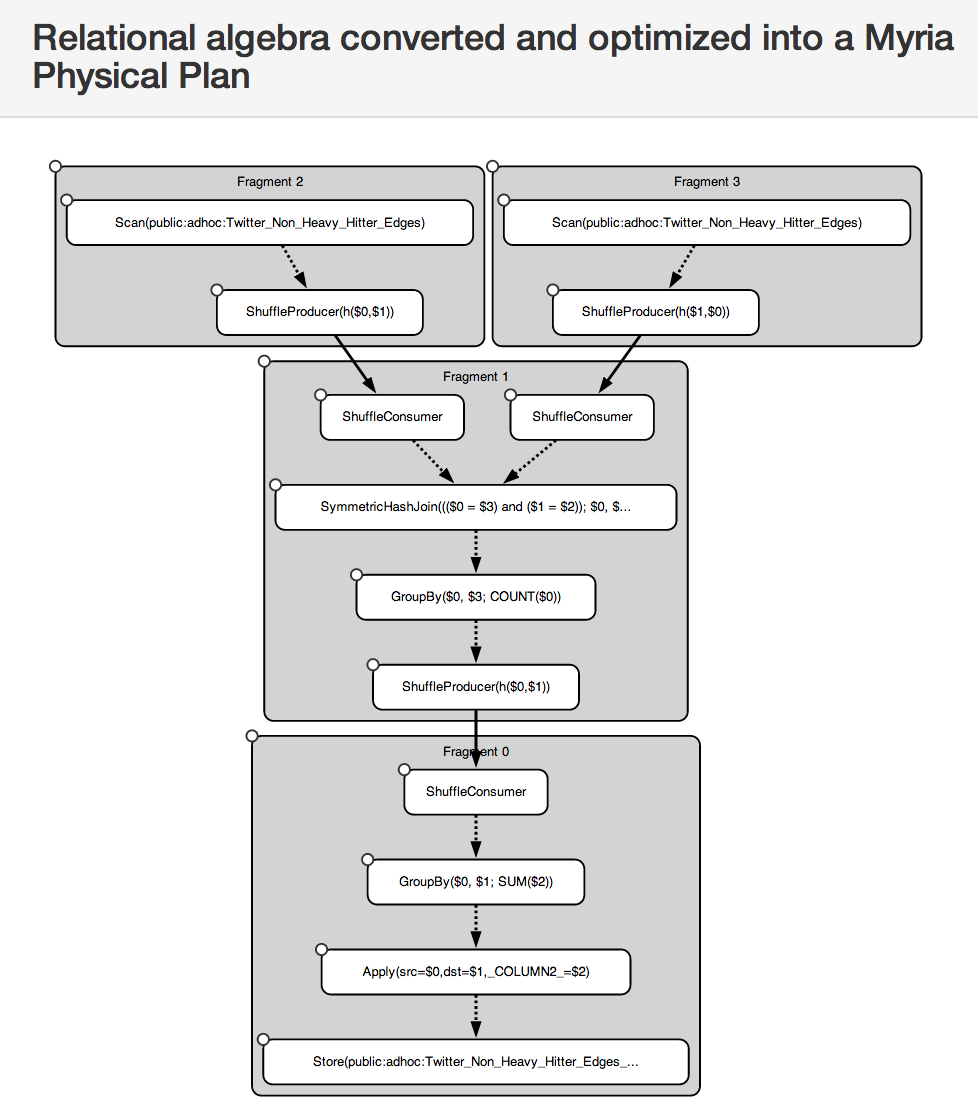 Relational algebra converted and optimized into a Myria
Physical Plan
Fragment 2
Scan(public:adhoc:Twitter_Non_Heavy_Hitter_Edges)
ShuffleProducer(h($0,$1))
Fragment 3
Scan(public:adhoc:Twitter_Non_Heavy_Hitter_Edges)
ShuffleProducer(h($1,$0))
Fragment 1
ShuffleConsumer
ShuffleConsumer
SymmetricHashJoin((($0 = $3) and ($1 = $2)); $0, $...
GroupBy($0, $3; COUNT($0))
ShuffleProducer(h($0,$1))
Fragment 0
ShuffleConsumer
GroupBy($0, $1; SUM($2))
Apply(src=$0,dst=$1,_COLUMN2_=$2)
Store(public:adhoc:Twitter_Non_Heavy_Hitter_Edges_...